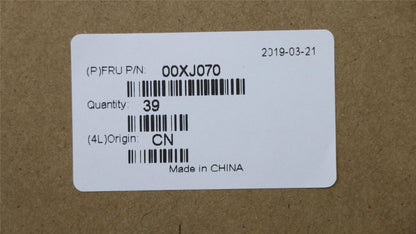 2019-03-21
(P)FRU P/N: 00XJ070
Quantity: 39
(4L)Origin: CN
Made in CHINA